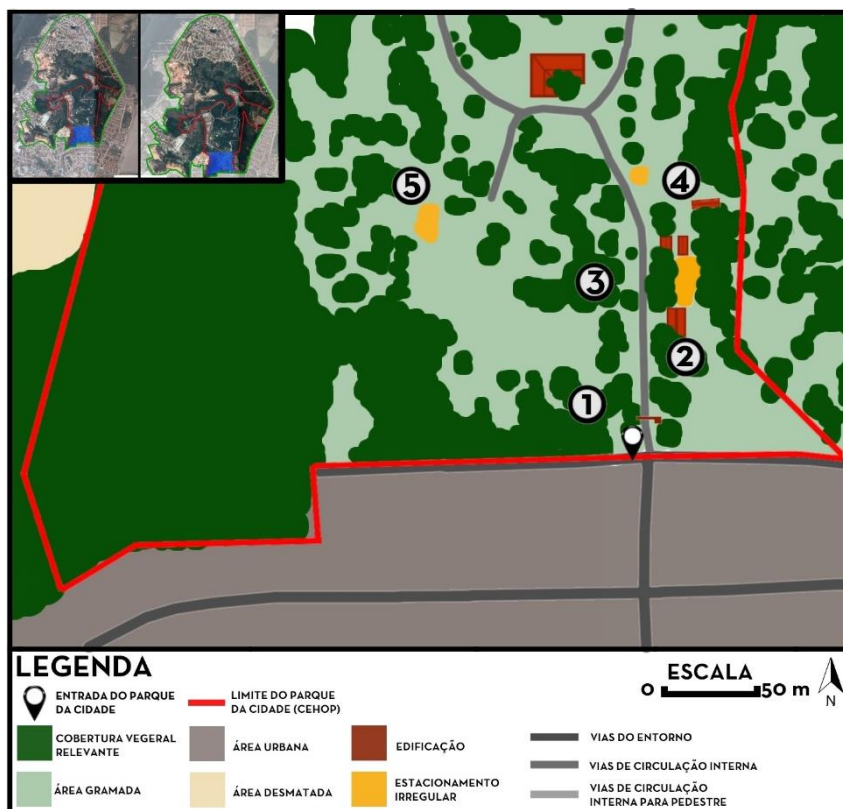 5
4
3
2
1
LEGENDA
ESCALA
0 50 m
N
ENTRADA DO PARQUE
DA CIDADE
LIMITE DO PARQUE
DA CIDADE (CEHOP)
COBERTURA VEGERAL
RELEVANTE
ÁREA URBANA
EDIFICAÇÃO
VIAS DO ENTORNO
VIAS DE CIRCULAÇÃO INTERNA
ÁREA GRAMADA
ÁREA DESMATADA
ESTACIONAMENTO
IRREGULAR
VIAS DE CIRCULAÇÃO
INTERNA PARA PEDESTRE